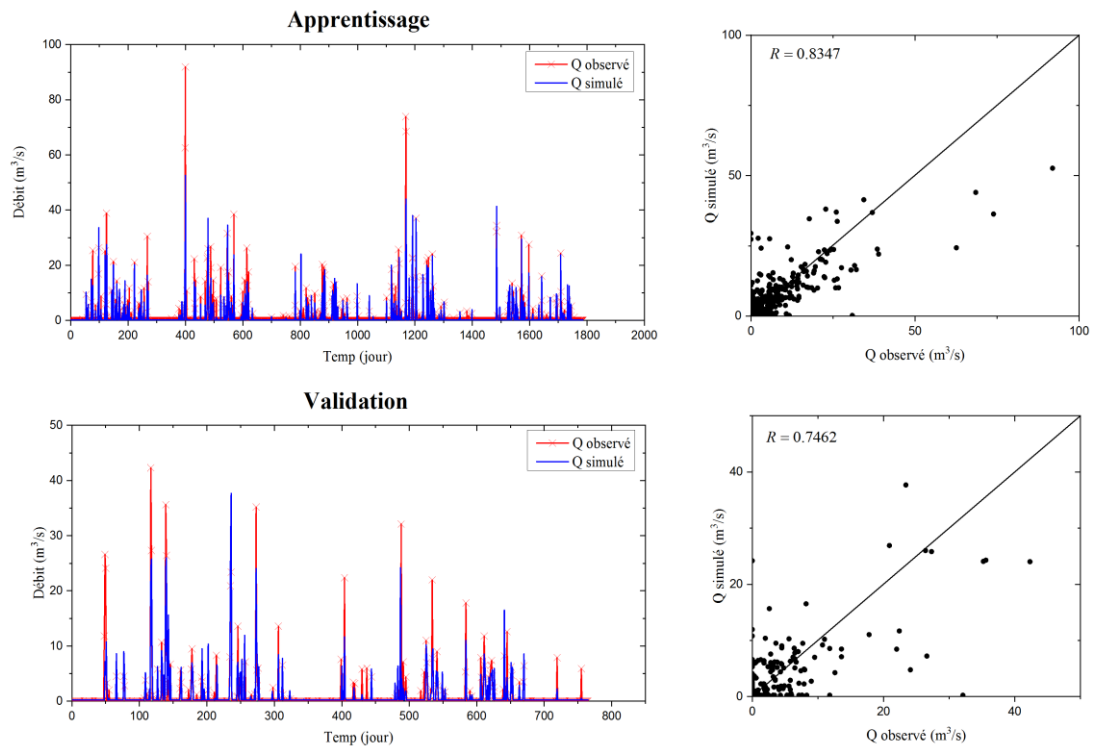 Apprentissage
100
80
60
40
20
0
Débit (m³/s)
Q observé
Q simulé
0 200 400 600 800 1000 1200 1400 1600 1800 2000
Temp (jour)
R = 0.8347
100
75
50
25
0
Q simulé (m³/s)
0 50 100
Q observé (m³/s)
Validation
50
40
30
20
10
0
Débit (m³/s)
Q observé
Q simulé
0 100 200 300 400 500 600 700 800
Temp (jour)
R = 0.7462
40
20
0
Q simulé (m³/s)
0 20 40
Q observé (m³/s)